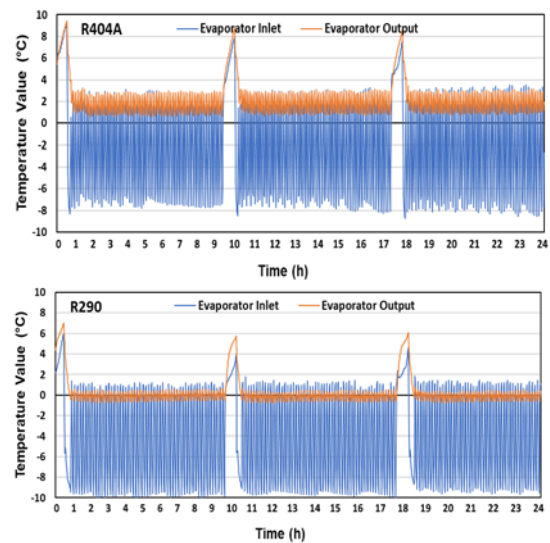 R404A
Evaporator Inlet
Evaporator Output
Temperature Value (°C)
10
8
6
4
2
0
-2
-4
-6
-8
-10
0 1 2 3 4 5 6 7 8 9 10 11 12 13 14 15 16 17 18 19 20 21 22 23 24
Time (h)
R290
Evaporator Inlet
Evaporator Output
Temperature Value (°C)
10
8
6
4
2
0
-2
-4
-6
-8
-10
0 1 2 3 4 5 6 7 8 9 10 11 12 13 14 15 16 17 18 19 20 21 22 23 24
Time (h)